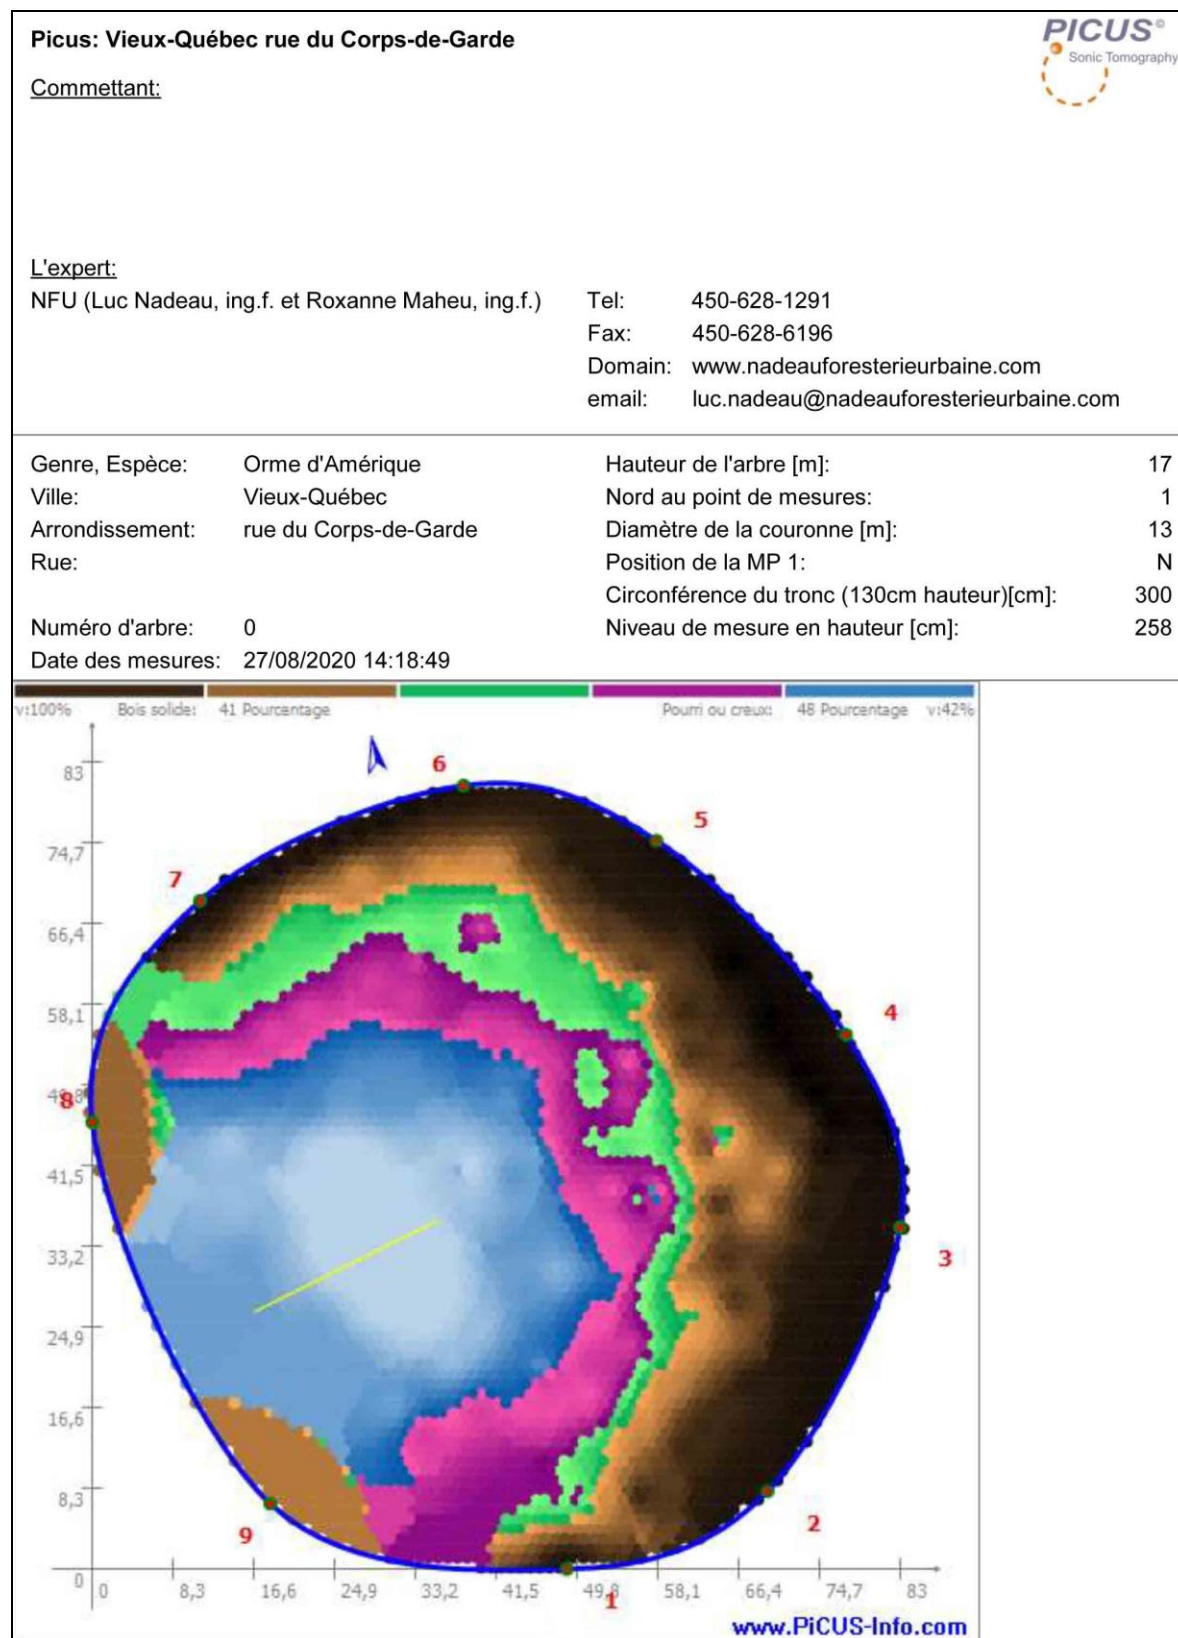 Picus: Vieux-Québec rue du Corps-de-Garde
PICUS©
Sonic Tomography
Commettant:
L'expert:
NFU (Luc Nadeau, ing.f. et Roxanne Maheu, ing.f.) Tel: 450-628-1291
Fax: 450-628-6196
Domain: www.nadeauforesterieurbaine.com
email: luc.nadeau@nadeauforesterieurbaine.com
Genre, Espèce: Orme d'Amérique Hauteur de l'arbre [m]: 17
Ville: Vieux-Québec Nord au point de mesures: 1
Arrondissement: rue du Corps-de-Garde Diamètre de la couronne [m]: 13
Rue: Position de la MP 1: N
Circonférence du tronc (130cm hauteur)[cm]: 300
Numéro d'arbre: 0 Niveau de mesure en hauteur [cm]: 258
Date des mesures: 27/08/2020 14:18:49
v:100% Bois solide: 41 Pourcentage Pourri ou creux: 48 Pourcentage v:42%
6
83
5
74,7
7
66,4
58,1
4
49,8
8
41,5
33,2
3
24,9
16,6
8,3
2
9
0
0 8,3 16,6 24,9 33,2 41,5 49,8 58,1 66,4 74,7 83
1
www.PiCUS-Info.com